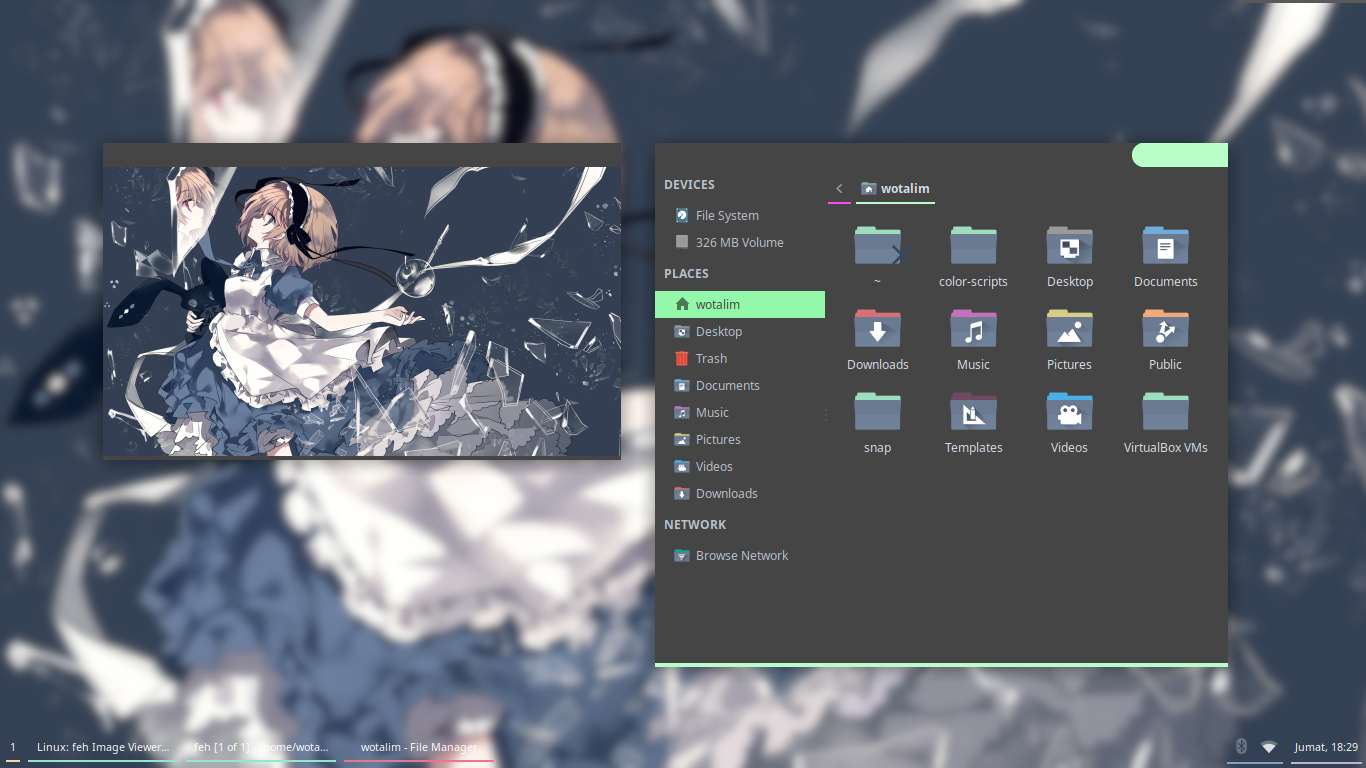 DEVICES
File System
326 MB Volume
PLACES
wotalim
Desktop
Trash
Documents
Music
Pictures
Videos
Downloads
NETWORK
Browse Network
wotalim
~
color-scripts
Desktop
Documents
Downloads
Music
Pictures
Public
snap
Templates
Videos
VirtualBox VMs
1
Linux: feh Image Viewer...
feh [1 of 1] /home/wota...
wotalim - File Manager
Jumat, 18:29